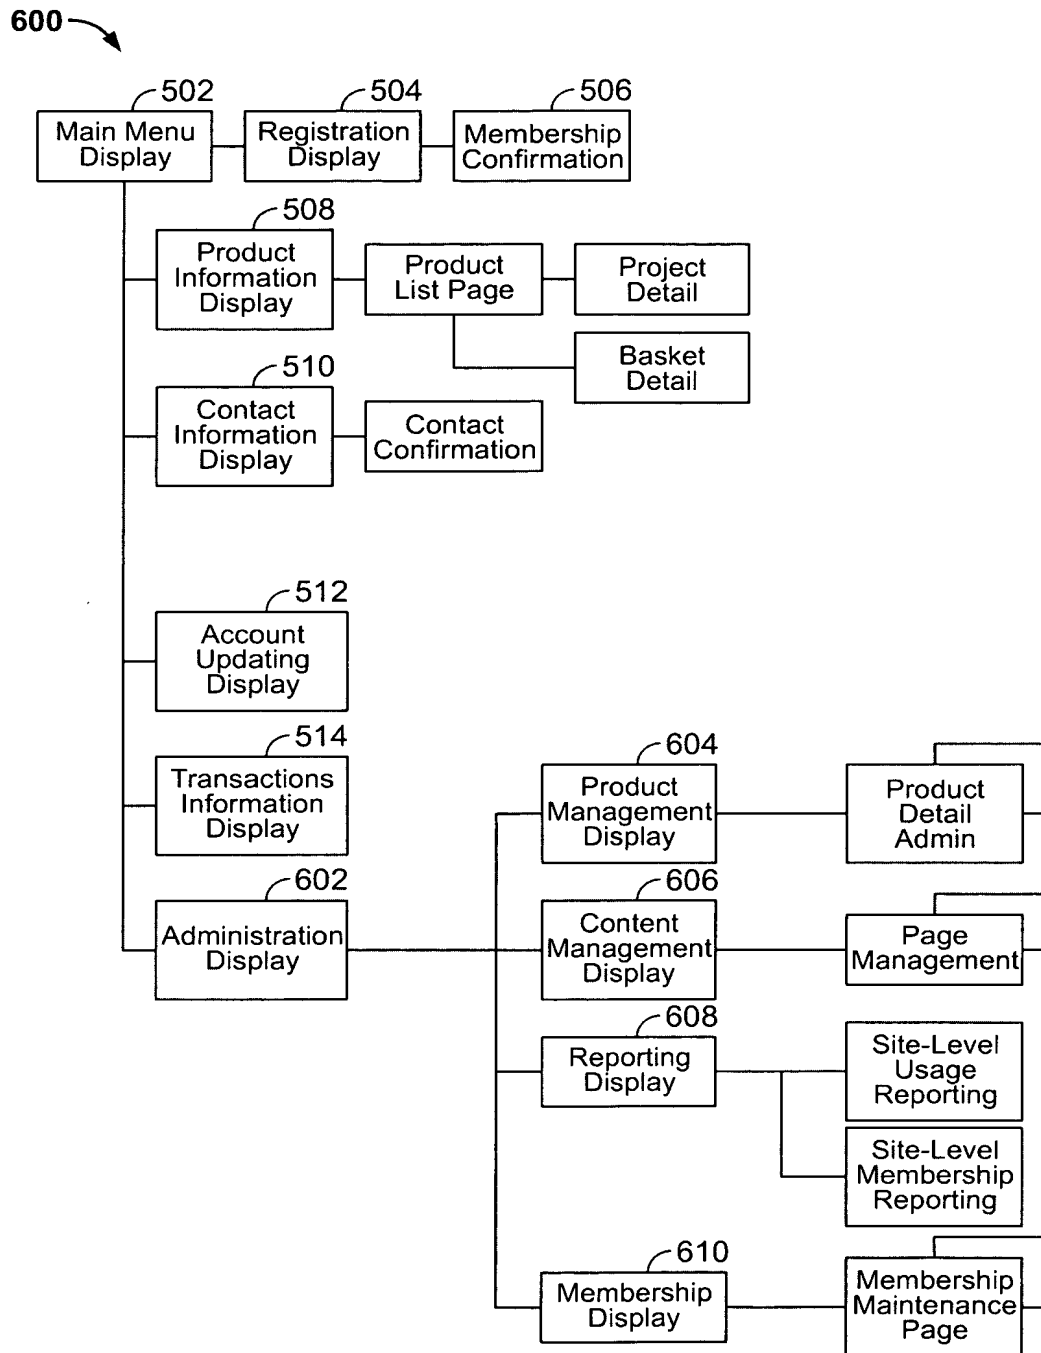 600
502
504
506
Main Menu
Display
Registration
Display
Membership
Confirmation
508
Product
Information
Display
Product
List Page
Project
Detail
Basket
Detail
510
Contact
Information
Display
Contact
Confirmation
512
Account
Updating
Display
514
Transactions
Information
Display
602
Administration
Display
604
Product
Management
Display
Product
Detail
Admin
606
Content
Management
Display
Page
Management
608
Reporting
Display
Site-Level
Usage
Reporting
Site-Level
Membership
Reporting
610
Membership
Display
Membership
Maintenance
Page